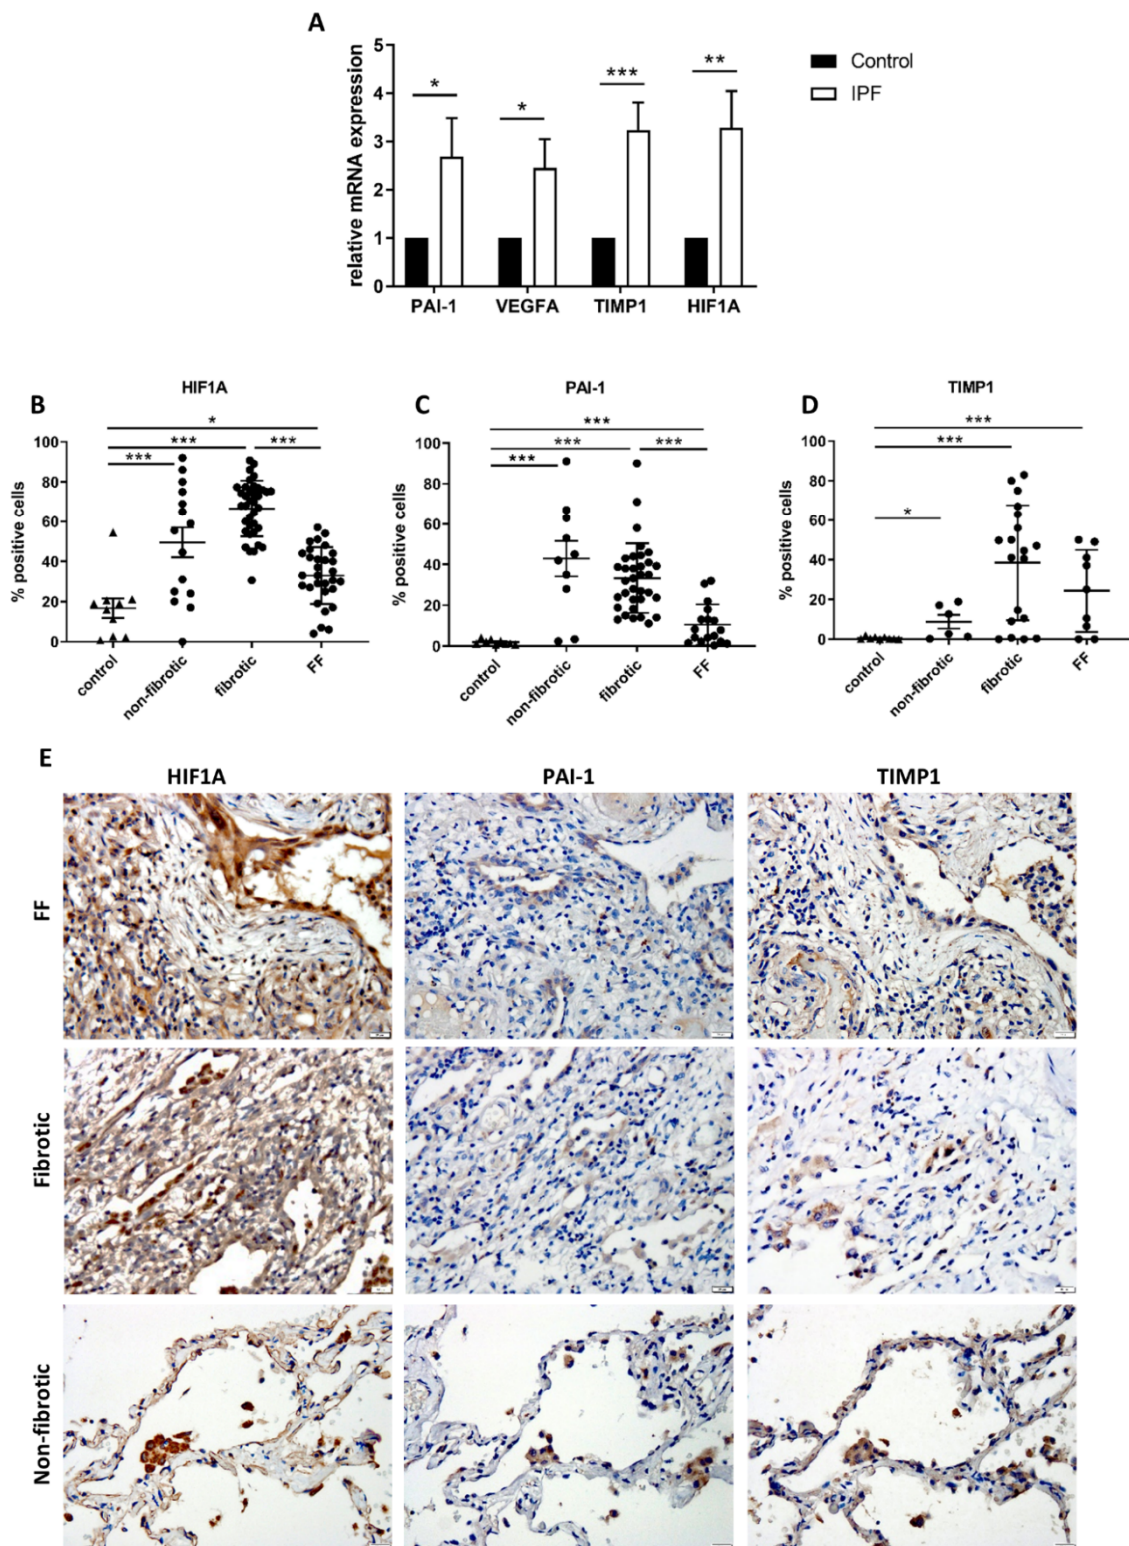 A
relative mRNA expression
5
4
3
2
1
0
*
*
***
**
PAI-1
VEGFA
TIMP1
HIF1A
Control
IPF
B
HIF1A
% positive cells
100
80
60
40
20
0
*
***
***
***
control
non-fibrotic
fibrotic
FF
C
PAI-1
% positive cells
100
80
60
40
20
0
***
***
***
***
control
non-fibrotic
fibrotic
FF
D
TIMP1
% positive cells
100
80
60
40
20
0
***
***
*
control
non-fibrotic
fibrotic
FF
E
HIF1A
PAI-1
TIMP1
FF
Fibrotic
Non-fibrotic